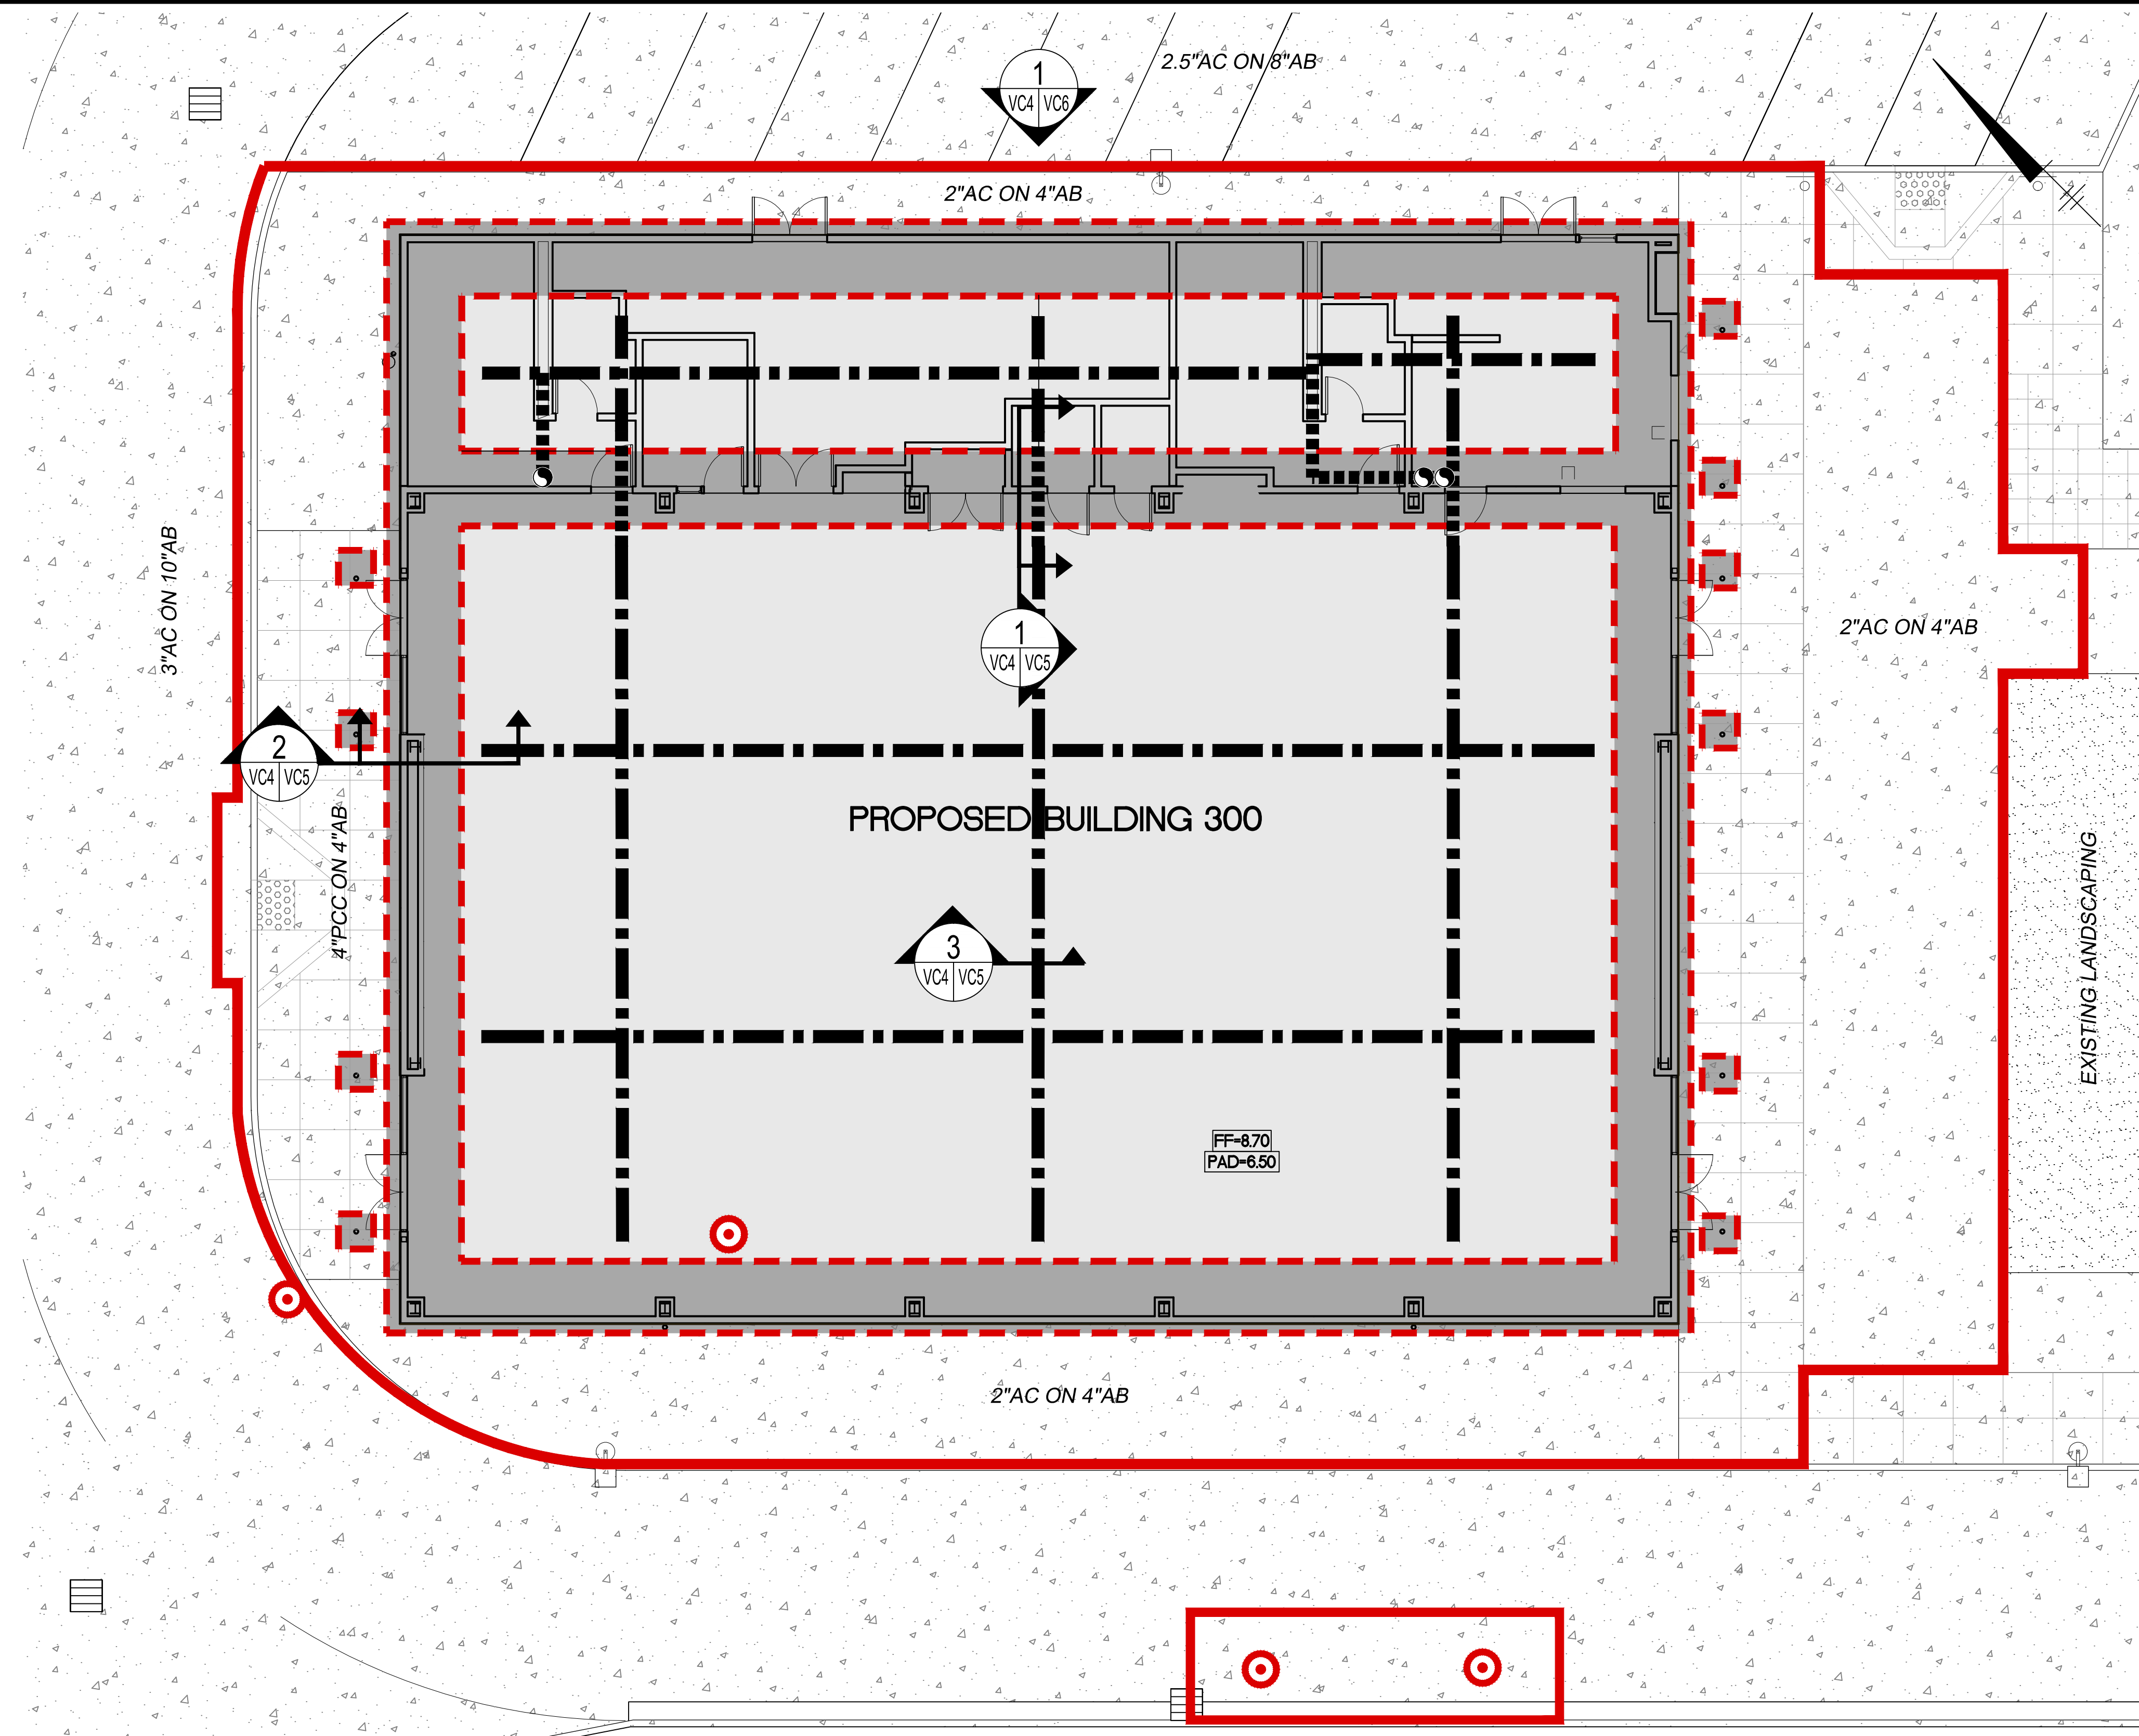 2.5"AC ON 8"AB
1
VC4 VC6
2"AC ON 4"AB
3"AC ON 10"AB
1
VC4 VC5
2"AC ON 4"AB
2
VC4 VC5
4"PCC ON 4"AB
PROPOSED BUILDING 300
3
VC4 VC5
EXISTING LANDSCAPING
FF=8.70
PAD=6.50
2"AC ON 4"AB